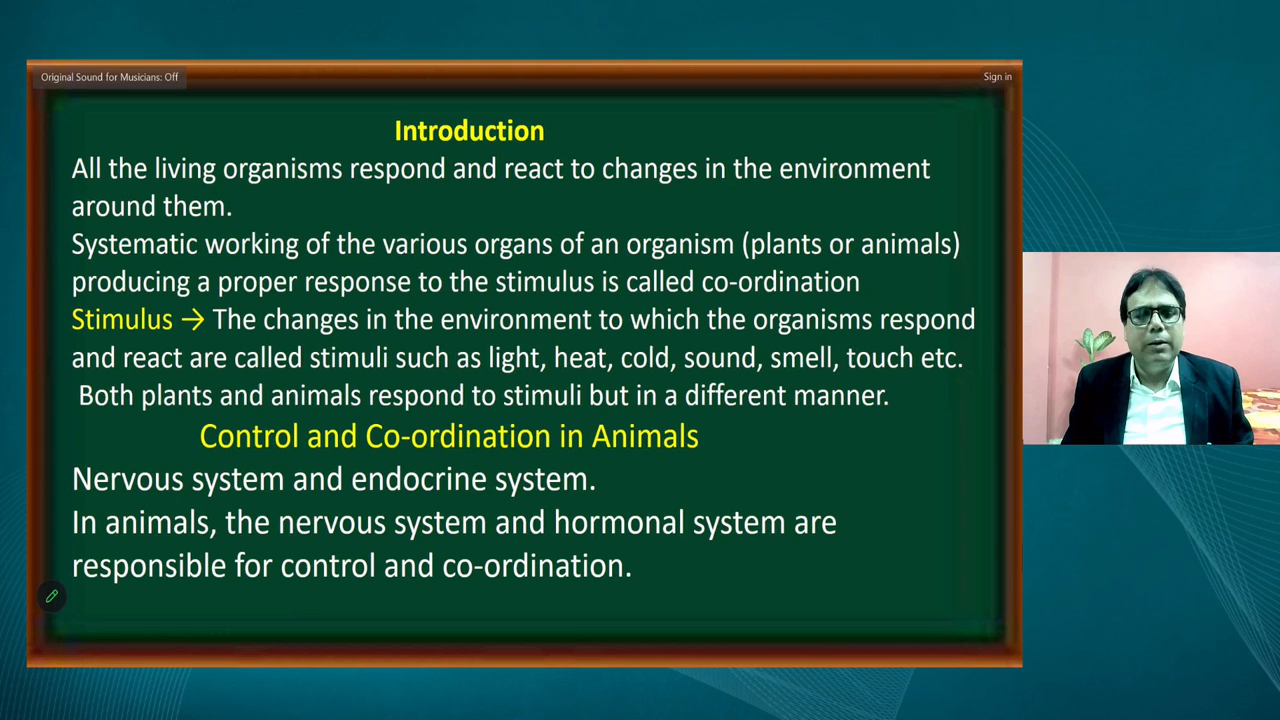 Original Sound for Musicians: Off
Sign in
Introduction
All the living organisms respond and react to changes in the environment
around them.
Systematic working of the various organs of an organism (plants or animals)
producing a proper response to the stimulus is called co-ordination
Stimulus → The changes in the environment to which the organisms respond
and react are called stimuli such as light, heat, cold, sound, smell, touch etc.
Both plants and animals respond to stimuli but in a different manner.
Control and Co-ordination in Animals
Nervous system and endocrine system.
In animals, the nervous system and hormonal system are
responsible for control and co-ordination.